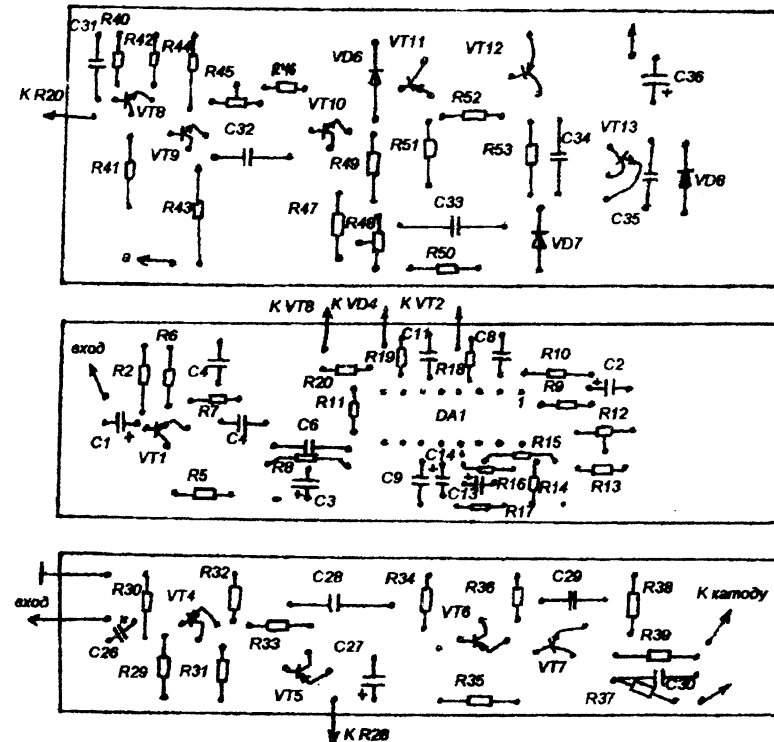 C31
R40
R42
R44
R45
R46
VD6
VT11
VT12
C36
К R20
VT8
VT9
C32
VT10
R52
R51
R53
C34
VT13
R41
R49
R43
R47
R48
C33
R50
VD7
C35
VD8
К VT8
К VD4
К VT2
вход
R2
R6
C4
R20
R19
C11
R18
C8
R10
C2
R9
R7
R11
DA1
1
R12
C1
VT1
C4
C6
R8
C3
R5
C9
C14
C13
R16
R15
R17
R14
R13
R30
VT4
R32
C28
R34
R36
C29
R38
К катоду
вход
C26
R33
VT6
VT7
R39
R29
R31
VT5
C27
R35
R37
C30
К R28